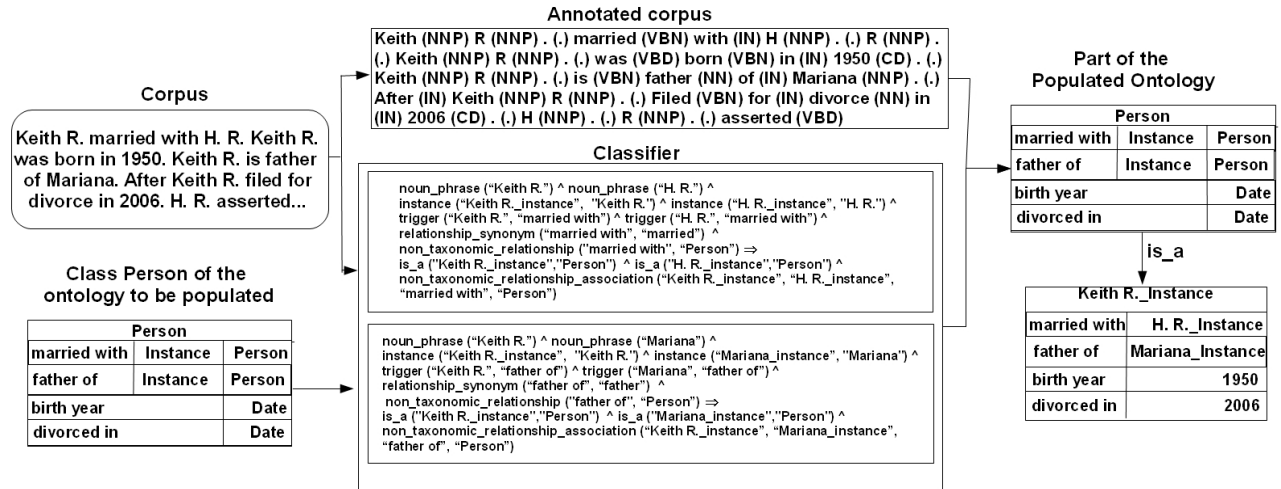 Annotated corpus
Keith (NNP) R (NNP) . (.) married (VBN) with (IN) H (NNP) . (.) R (NNP) .
(.) Keith (NNP) R (NNP) . (.) was (VBD) born (VBN) in (IN) 1950 (CD) . (.)
Keith (NNP) R (NNP) . (.) is (VBN) father (NN) of (IN) Mariana (NNP) . (.)
After (IN) Keith (NNP) R (NNP) . (.) Filed (VBN) for (IN) divorce (NN) in
(IN) 2006 (CD) . (.) H (NNP) . (.) R (NNP) . (.) asserted (VBD)
Corpus
Keith R. married with H. R. Keith R.
was born in 1950. Keith R. is father
of Mariana. After Keith R. filed for
divorce in 2006. H. R. asserted...
Class Person of the
ontology to be populated
Person
married with Instance Person
father of Instance Person
birth year Date
divorced in Date
Classifier
noun_phrase (“Keith R.”) ^ noun_phrase (“H. R.”) ^
instance (“Keith R._instance”, "Keith R.”) ^ instance (“H. R._instance”, "H. R.”) ^
trigger (“Keith R.”, “married with”) ^ trigger (“H. R.”, “married with”) ^
relationship_synonym (“married with”, “married”) ^
non_taxonomic_relationship ("married with”, “Person”) ⇒
is_a ("Keith R._instance”,"Person”) ^ is_a ("H. R._instance”,"Person”) ^
non_taxonomic_relationship_association (“Keith R._instance”, “H. R._instance”,
“married with”, “Person”)
noun_phrase (“Keith R.”) ^ noun_phrase (“Mariana”) ^
instance (“Keith R._instance”, "Keith R.”) ^ instance (“Mariana_instance”, "Mariana”) ^
trigger (“Keith R.”, “father of”) ^ trigger (“Mariana”, “father of”) ^
relationship_synonym (“father of”, “father”) ^
non_taxonomic_relationship ("father of”, “Person”) ⇒
is_a ("Keith R._instance”,"Person”) ^ is_a ("Mariana_instance”,"Person”) ^
non_taxonomic_relationship_association (“Keith R._instance”, “Mariana_instance”,
“father of”, “Person”)
Part of the
Populated Ontology
Person
married with Instance Person
father of Instance Person
birth year Date
divorced in Date
is_a
Keith R._Instance
married with H. R._Instance
father of Mariana_Instance
birth year 1950
divorced in 2006